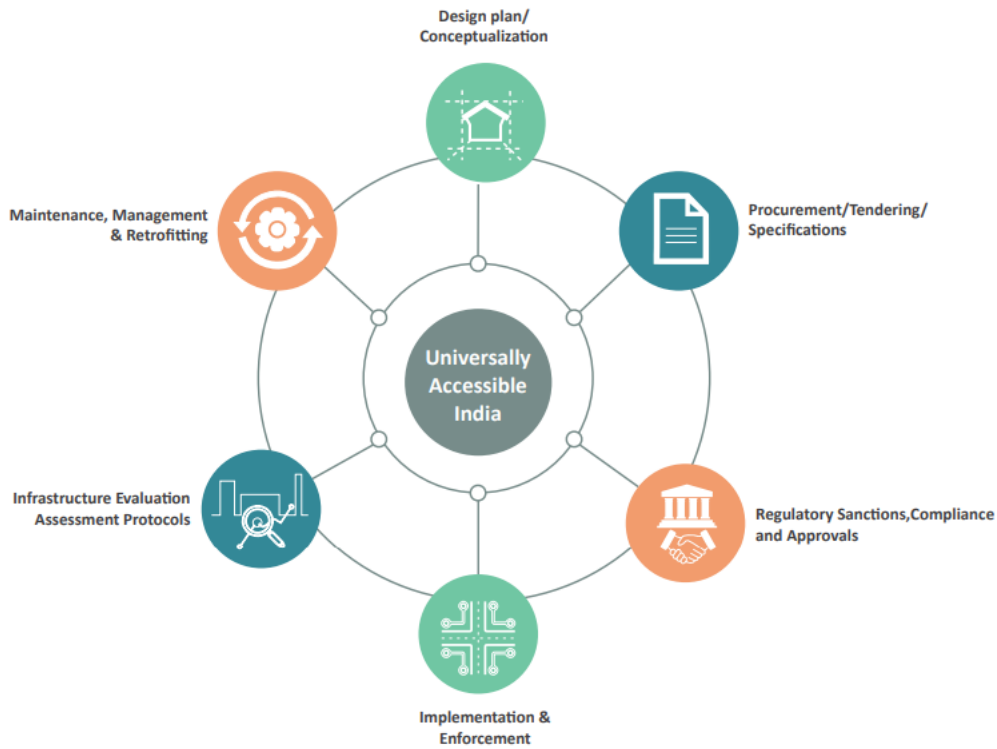 Design plan/
Conceptualization
Procurement/Tendering/
Specifications
Regulatory Sanctions,Compliance
and Approvals
Implementation &
Enforcement
Infrastructure Evaluation
Assessment Protocols
Maintenance, Management
& Retrofitting
Universally
Accessible
India